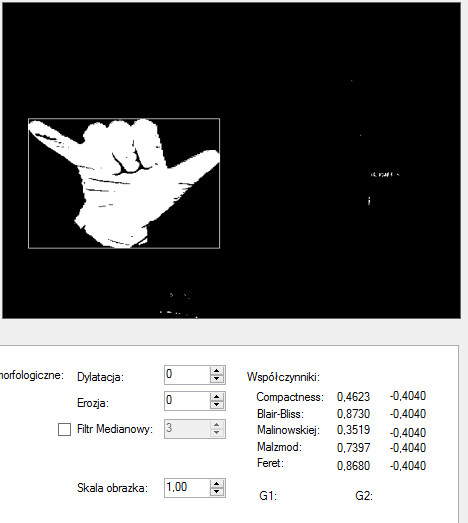 morfologiczne: Dylatacja: 0 Współczynniki:
Erozja: 0 Compactness: 0,4623 -0,4040
Filtr Medianowy: 3 Blair-Bliss: 0,8730 -0,4040
Malinowskiej: 0,3519 -0,4040
Malzmod: 0,7397 -0,4040
Feret: 0,8680 -0,4040
Skala obrazka: 1,00 G1: G2: